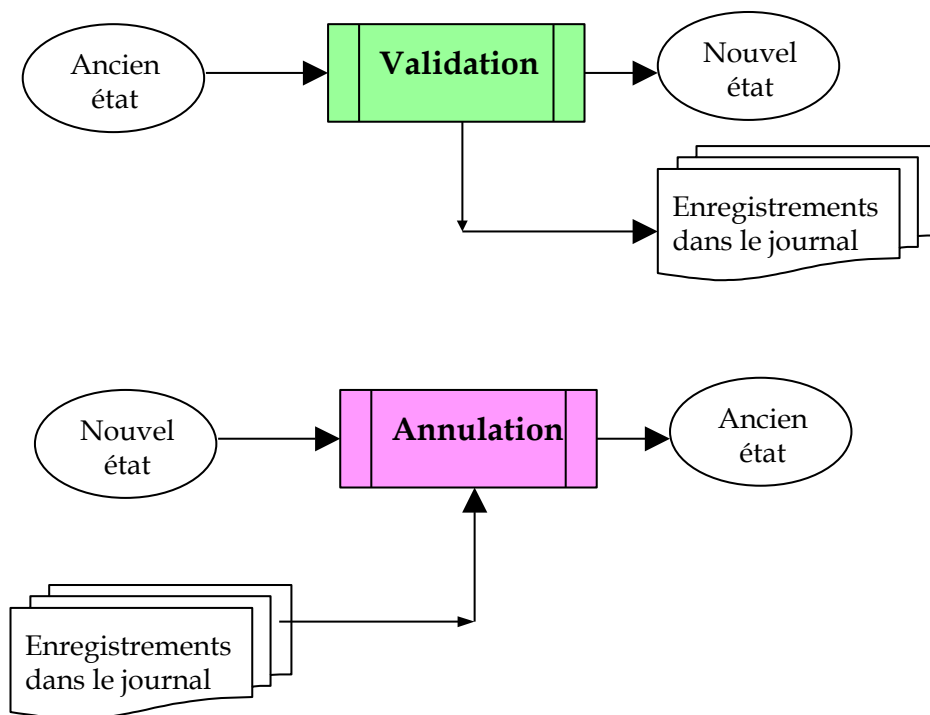 Ancien
état
Validation
Nouvel
état
Enregistrements
dans le journal
Nouvel
état
Annulation
Ancien
état
Enregistrements
dans le journal